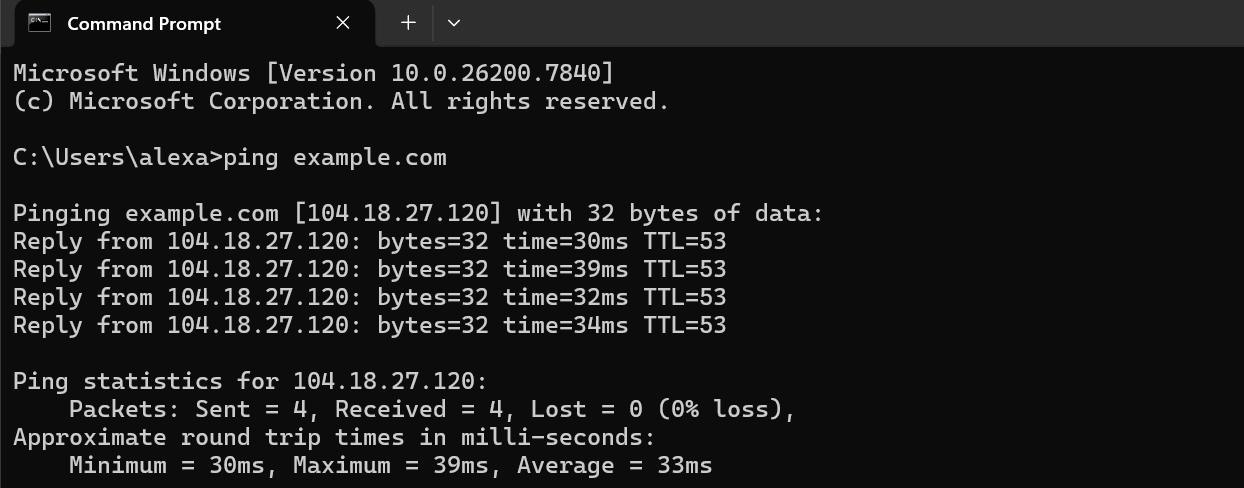 Command Prompt
Microsoft Windows [Version 10.0.26200.7840]
(c) Microsoft Corporation. All rights reserved.
C:\Users\alexa>ping example.com
Pinging example.com [104.18.27.120] with 32 bytes of data:
Reply from 104.18.27.120: bytes=32 time=30ms TTL=53
Reply from 104.18.27.120: bytes=32 time=39ms TTL=53
Reply from 104.18.27.120: bytes=32 time=32ms TTL=53
Reply from 104.18.27.120: bytes=32 time=34ms TTL=53
Ping statistics for 104.18.27.120:
    Packets: Sent = 4, Received = 4, Lost = 0 (0% loss),
Approximate round trip times in milli-seconds:
    Minimum = 30ms, Maximum = 39ms, Average = 33ms